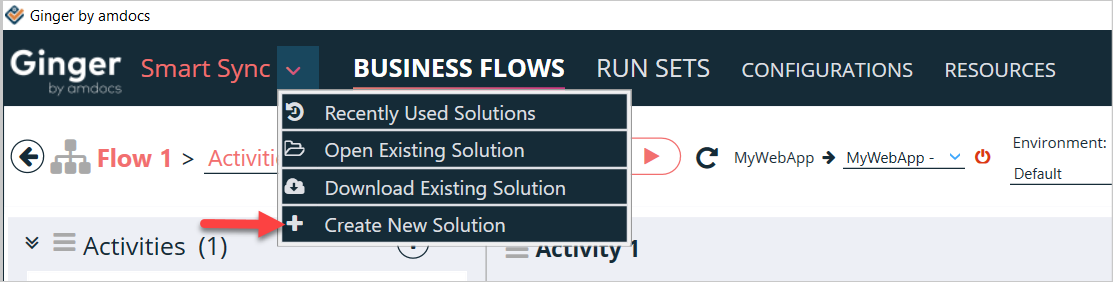 Ginger by amdocs
Ginger
by amdocs
Smart Sync
BUSINESS FLOWS
RUN SETS
CONFIGURATIONS
RESOURCES
Recently Used Solutions
Open Existing Solution
Download Existing Solution
Create New Solution
Flow 1 > Activiti
MyWebApp → MyWebApp -
Environment:
Default
Activities (1)
Activity 1